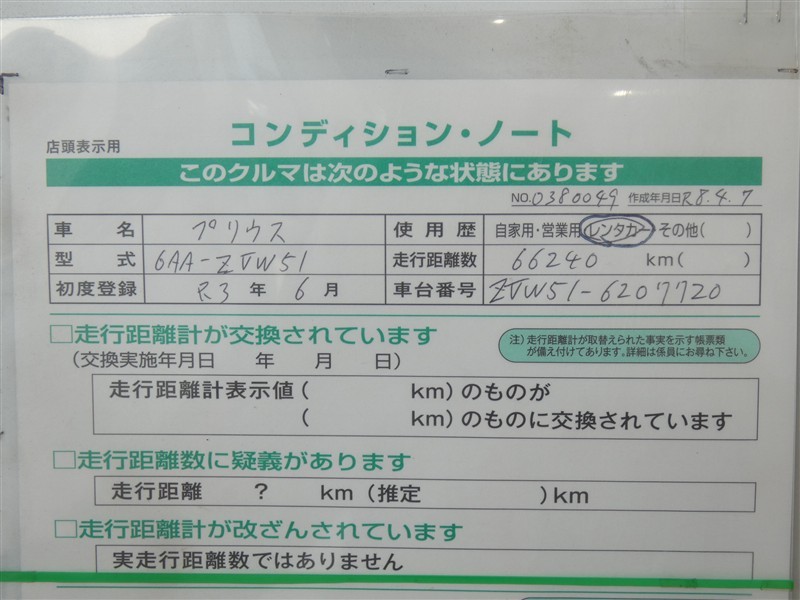 コンディション・ノート
店頭表示用
このクルマは次のような状態にあります
NO.0380049 作成年月日R8.4.7
車名 プリウス 使用歴 自家用・営業用・レンタカー・その他( )
型式 6AA-ZVW51 走行距離数 66240 km( )
初度登録 R3年6月 車台番号 ZVW51-6207720
□走行距離計が交換されています
(交換実施年月日 年 月 日)
注)走行距離計が取替えられた事実を示す帳票類
が備え付けてあります。詳細は係員にお尋ね下さい。
走行距離計表示値( km)のものが
( km)のものに交換されています
□走行距離数に疑義があります
走行距離 ? km(推定 )km
□走行距離計が改ざんされています
実走行距離数ではありません